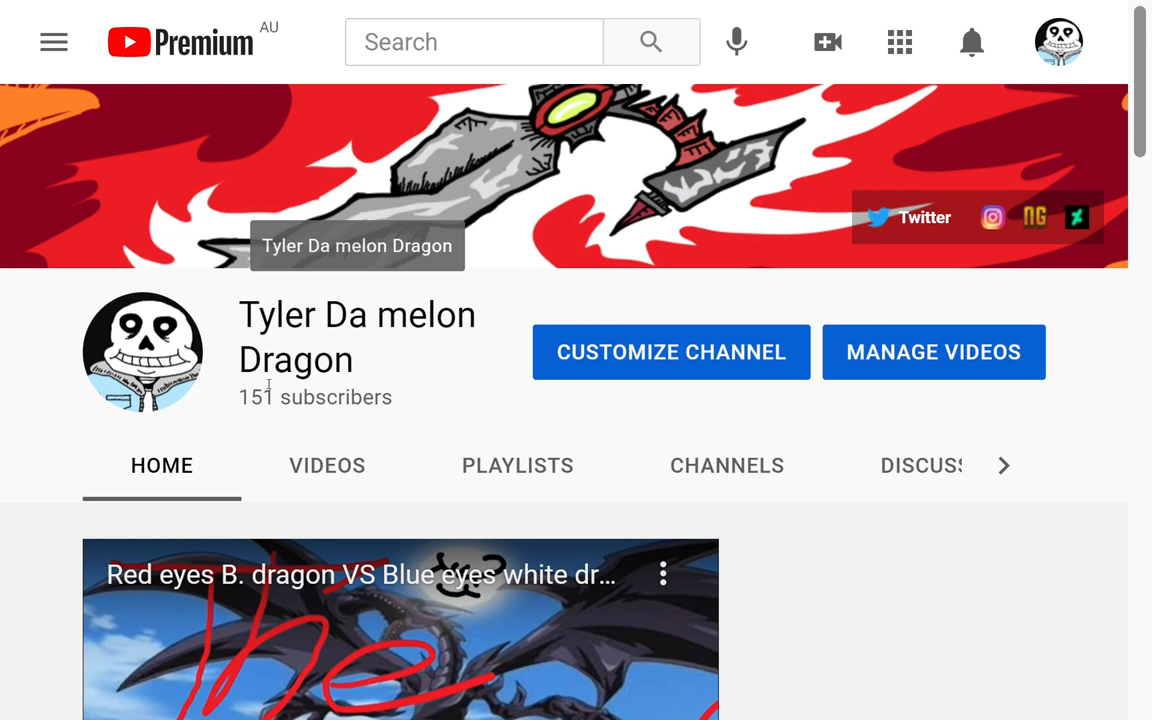 Premium AU
Search
Twitter NG
Tyler Da melon Dragon
Tyler Da melon
Dragon
151 subscribers
CUSTOMIZE CHANNEL
MANAGE VIDEOS
HOME VIDEOS PLAYLISTS CHANNELS DISCUSS
Red eyes B. dragon VS Blue eyes white dr...
The